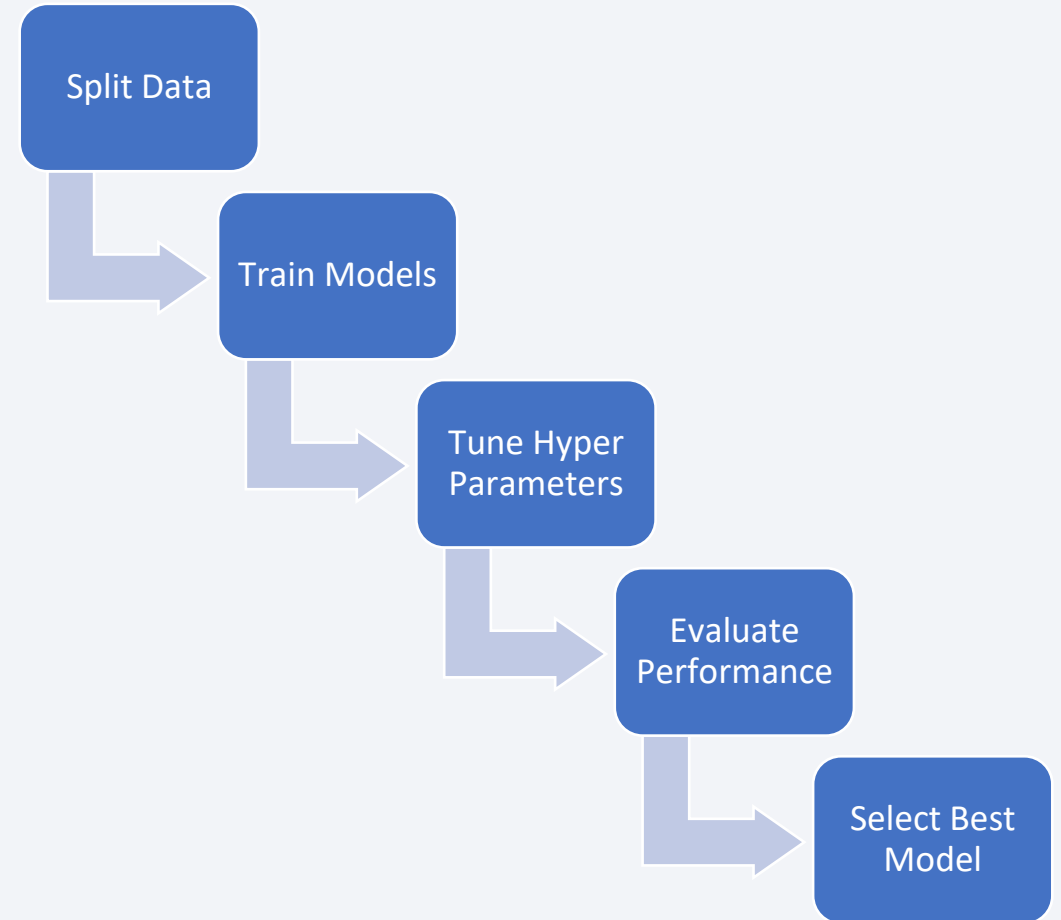 Split Data
Train Models
Tune Hyper
Parameters
Evaluate
Performance
Select Best
Model